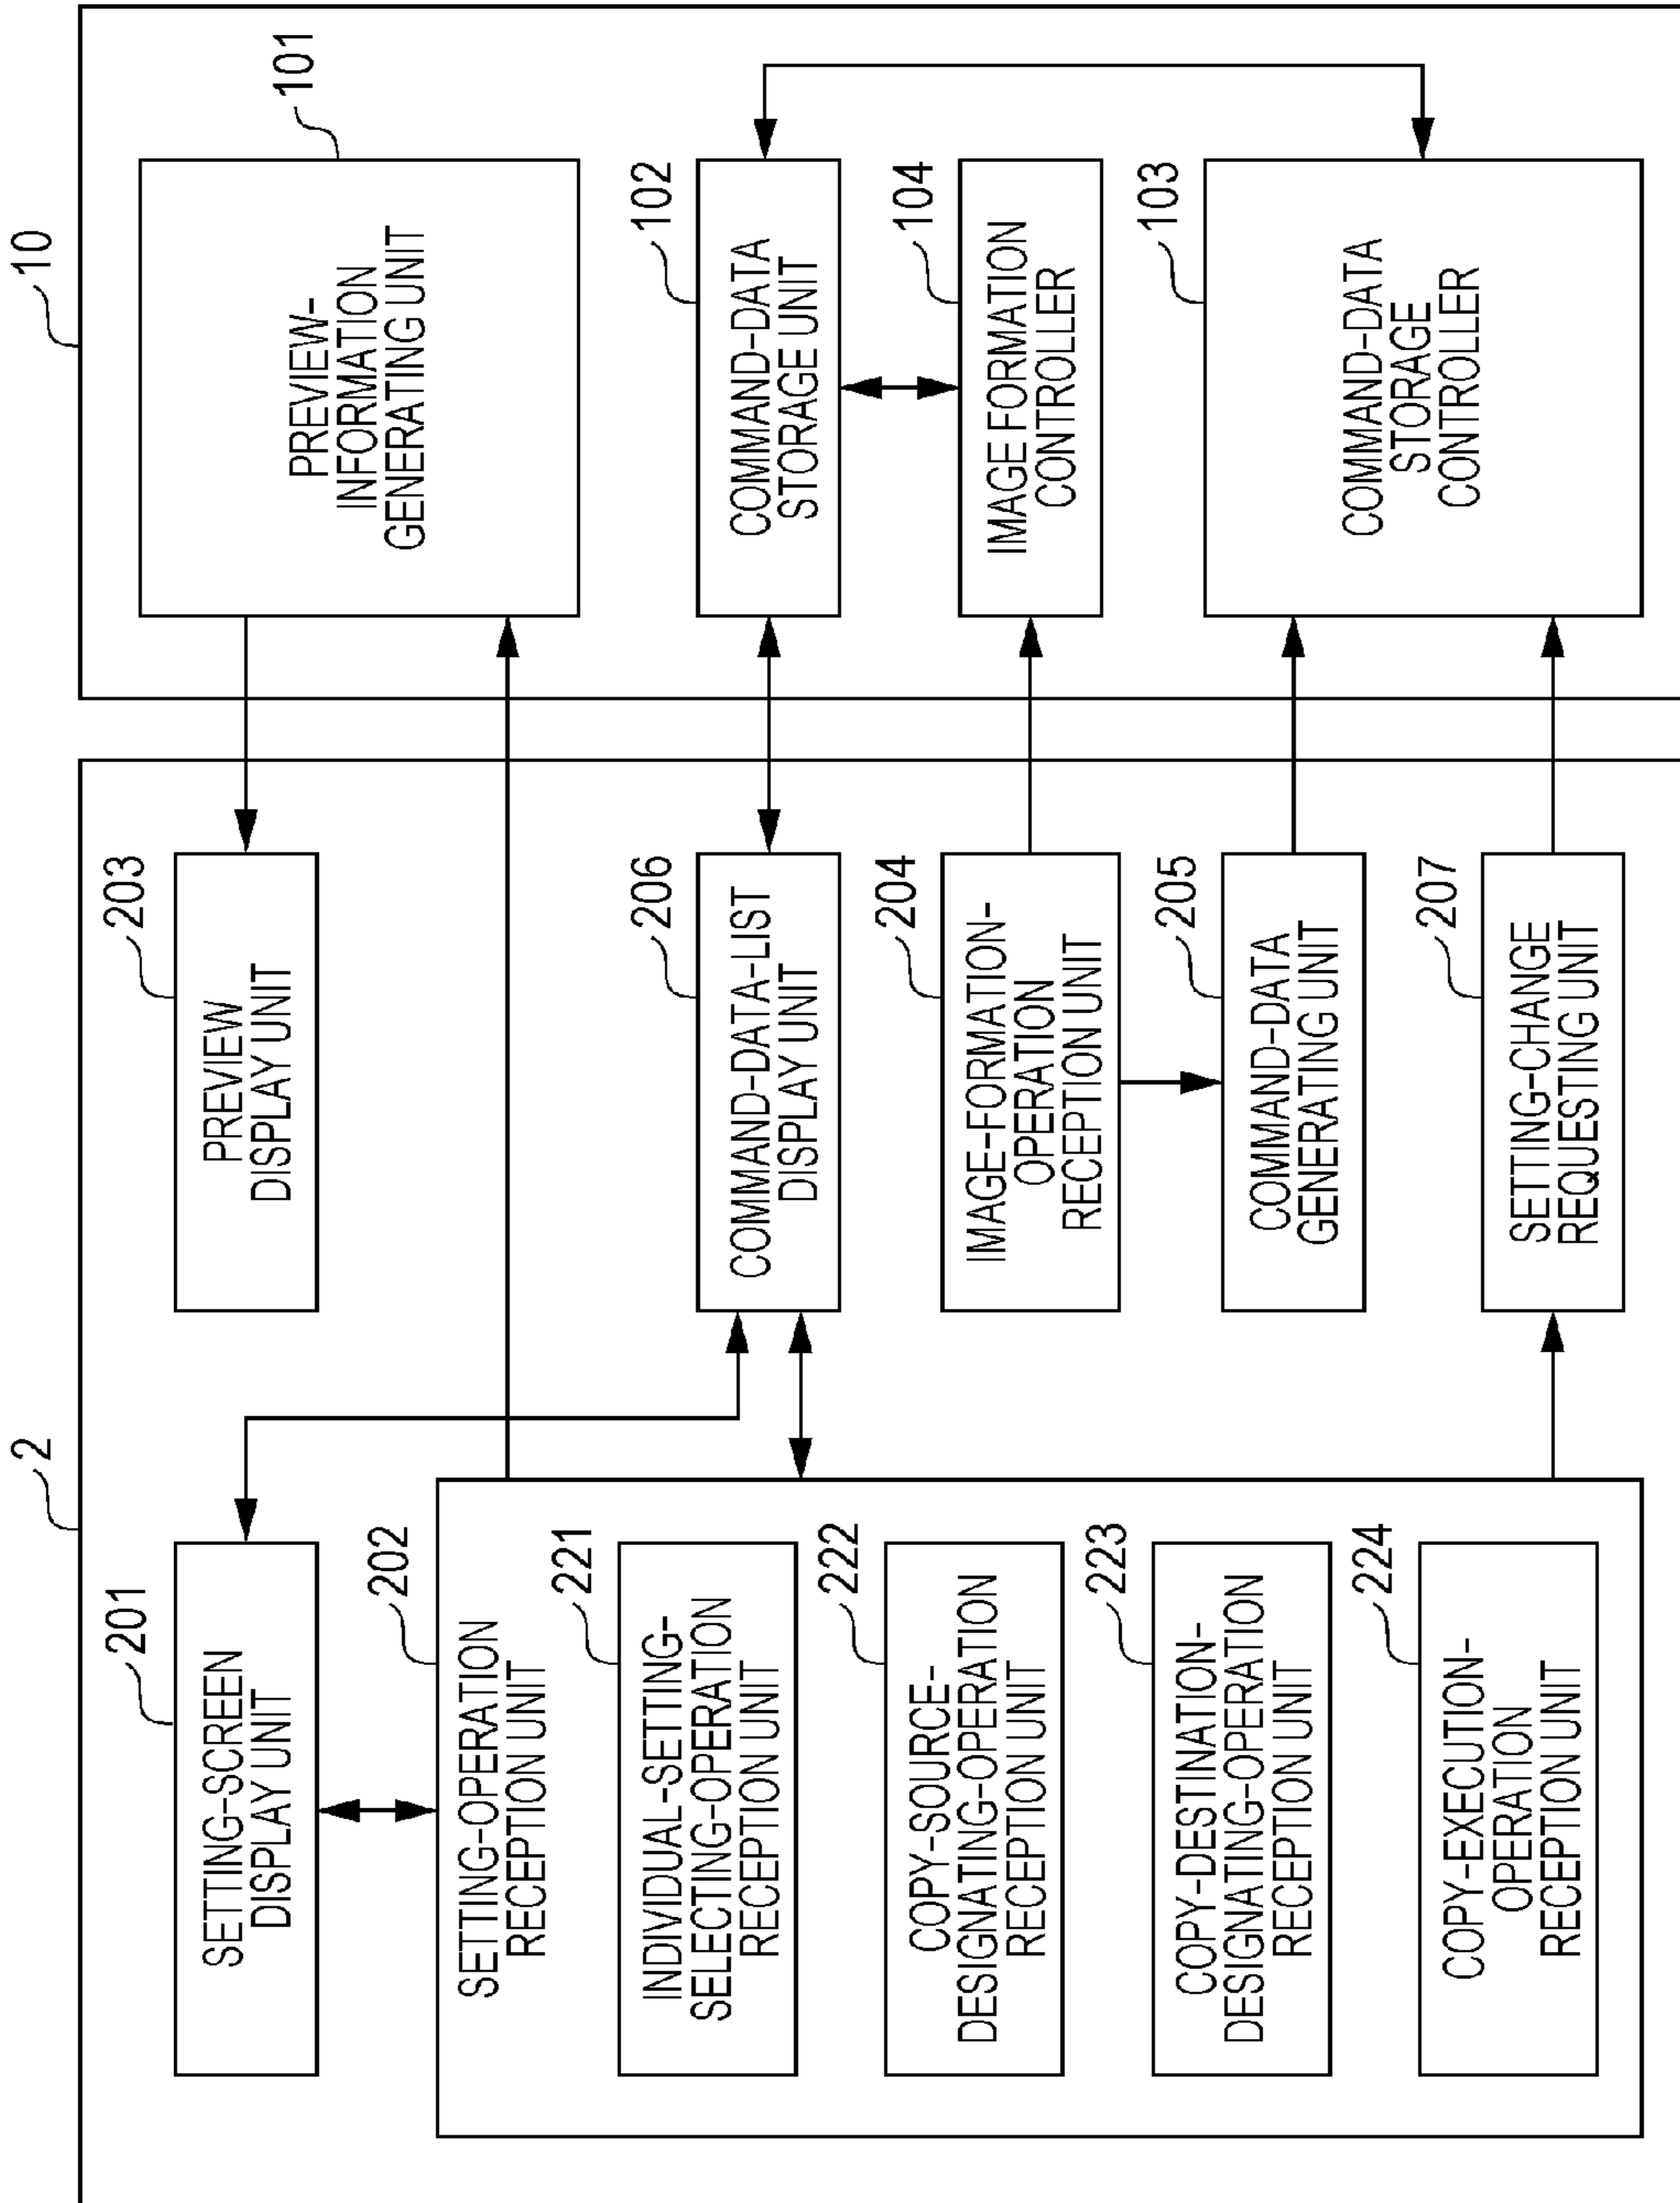 2
10
201
SETTING-SCREEN
DISPLAY UNIT
202
SETTING-OPERATION
RECEPTION UNIT
221
INDIVIDUAL-SETTING-
SELECTING-OPERATION
RECEPTION UNIT
222
COPY-SOURCE-
DESIGNATING-OPERATION
RECEPTION UNIT
223
COPY-DESTINATION-
DESIGNATING-OPERATION
RECEPTION UNIT
224
COPY-EXECUTION-
OPERATION
RECEPTION UNIT
203
PREVIEW
DISPLAY UNIT
206
COMMAND-DATA-LIST
DISPLAY UNIT
204
IMAGE-FORMATION-
OPERATION
RECEPTION UNIT
205
COMMAND-DATA
GENERATING UNIT
207
SETTING-CHANGE
REQUESTING UNIT
101
PREVIEW-
INFORMATION
GENERATING UNIT
102
COMMAND-DATA
STORAGE UNIT
104
IMAGE FORMATION
CONTROLLER
103
COMMAND-DATA
STORAGE
CONTROLLER